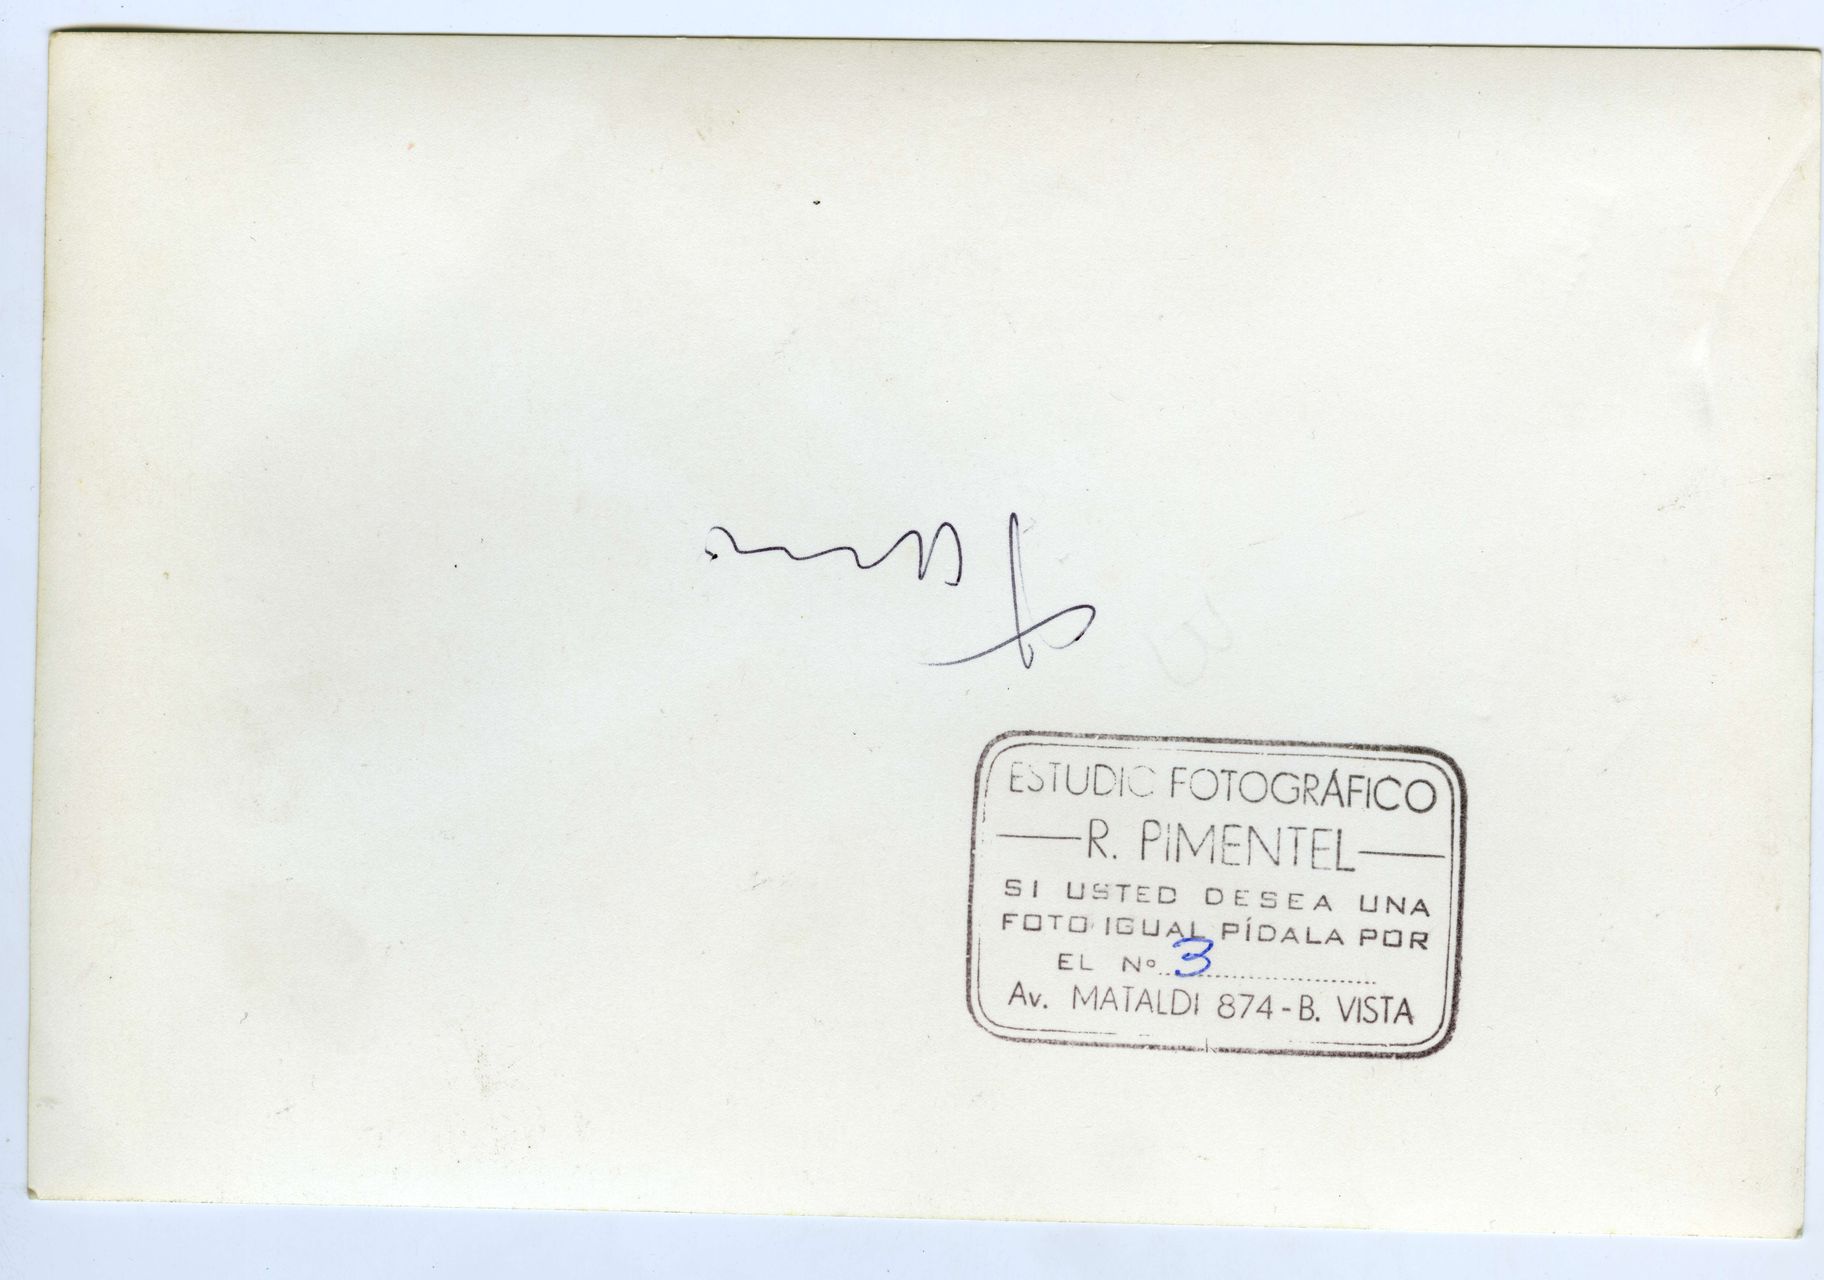 ESTUDIO FOTOGRÁFICO
R. PIMENTEL
SI USTED DESEA UNA
FOTO IGUAL PÍDALA POR
EL Nº 3
Av. MATALDI 874 - B. VISTA